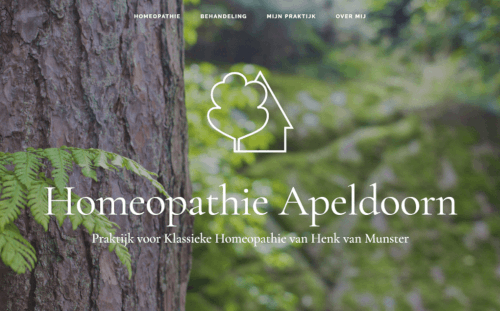 HOMEOPATHIE BEHANDELING MIJN PRAKTIJK OVER MIJ
Homeopathie Apeldoorn
Praktijk voor Klassieke Homeopathie van Henk van Munster